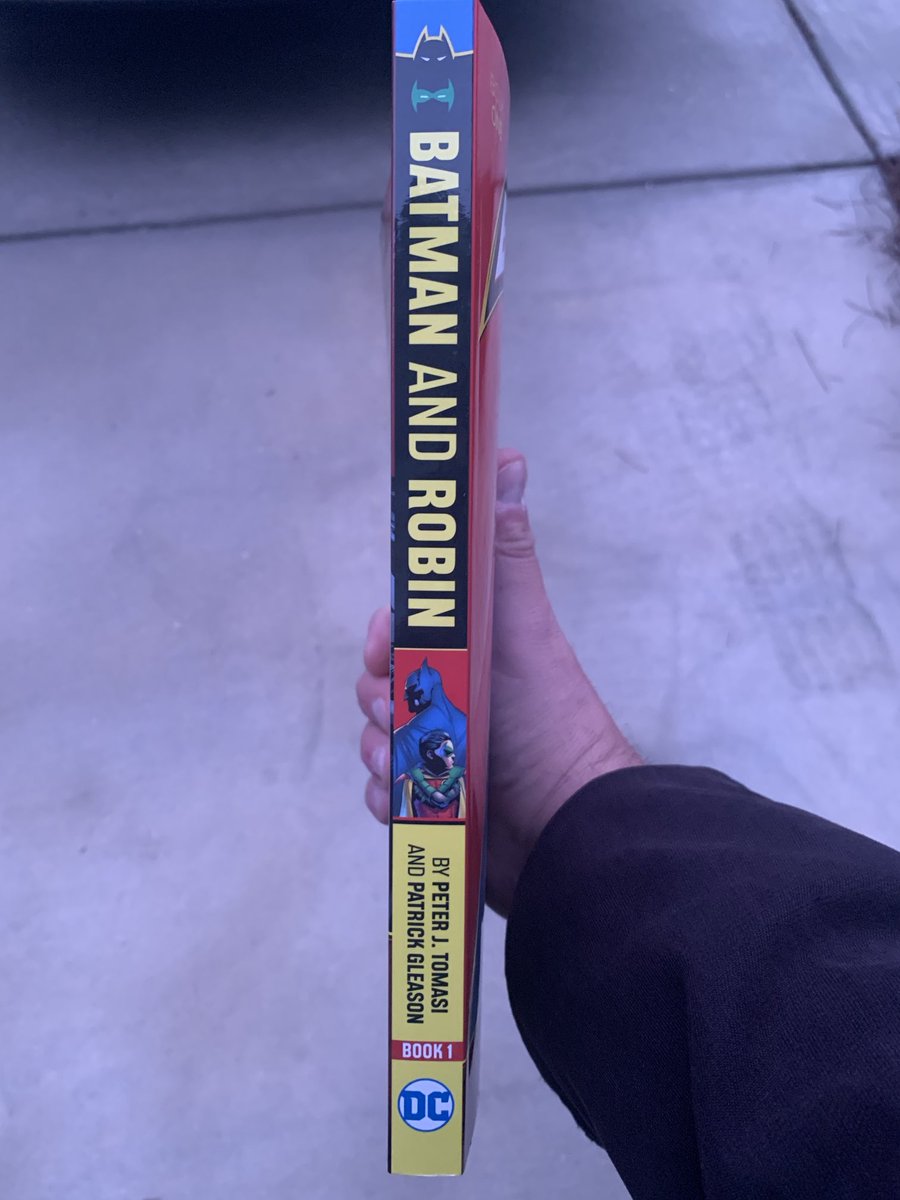 BATMAN AND ROBIN
BY PETER J. TOMASI
AND PATRICK GLEASON
BOOK 1
DC